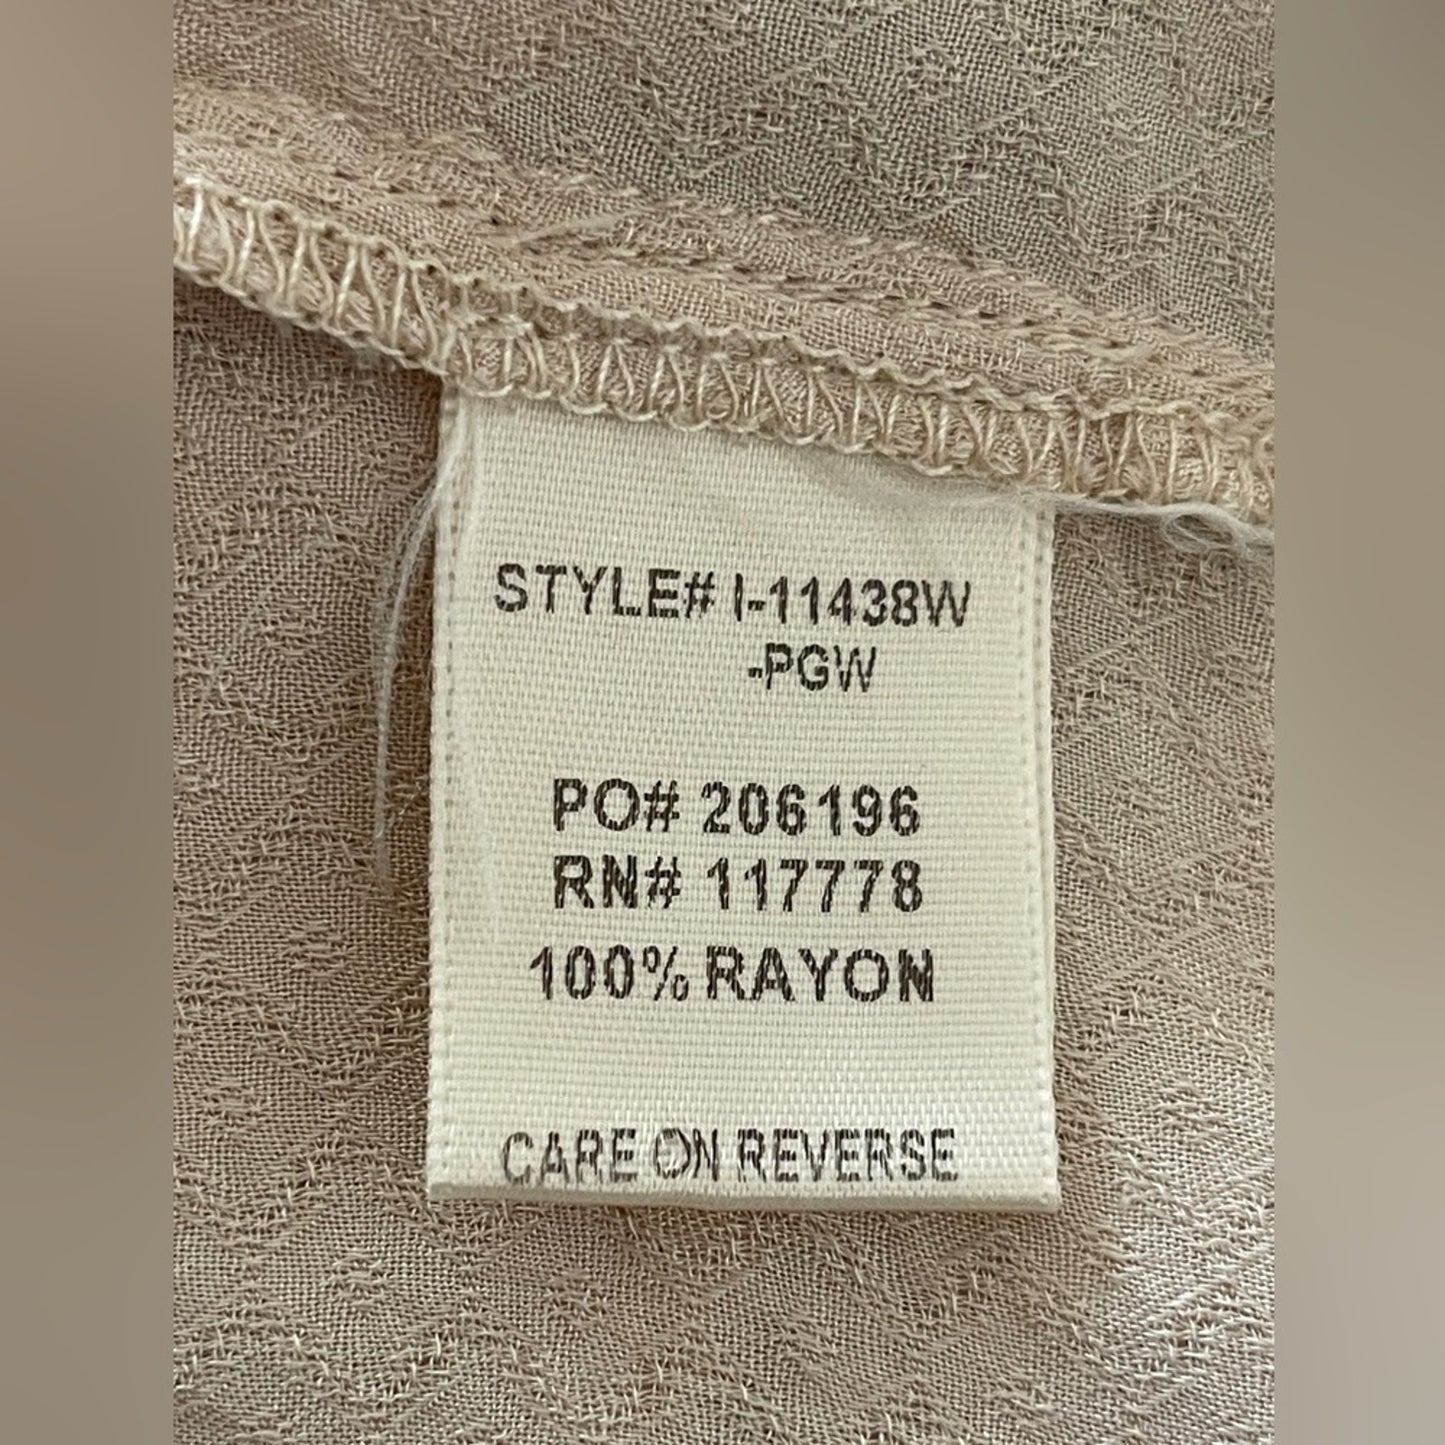 STYLE# I-11438W
-PGW
PO# 206196
RN# 117778
100% RAYON
CARE ON REVERSE